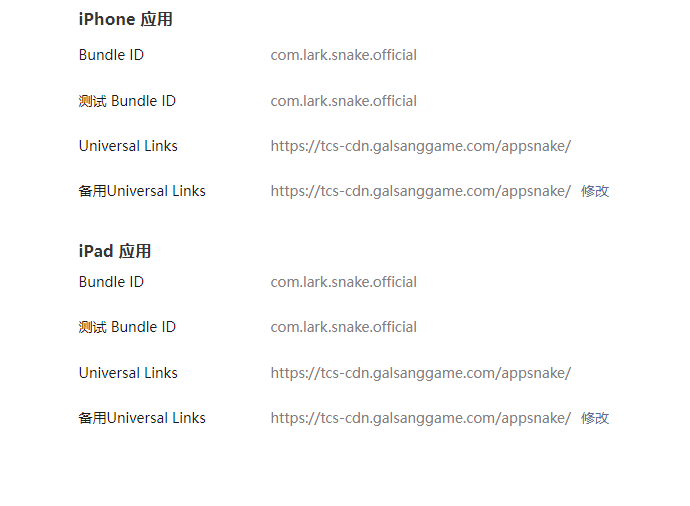 iPhone 应用
Bundle ID com.lark.snake.official
测试 Bundle ID com.lark.snake.official
Universal Links https://tcs-cdn.galsanggame.com/appsnake/
备用Universal Links https://tcs-cdn.galsanggame.com/appsnake/ 修改
iPad 应用
Bundle ID com.lark.snake.official
测试 Bundle ID com.lark.snake.official
Universal Links https://tcs-cdn.galsanggame.com/appsnake/
备用Universal Links https://tcs-cdn.galsanggame.com/appsnake/ 修改